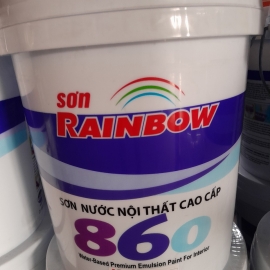 sơn
RAINBOW
SƠN NƯỚC NỘI THẤT CAO CẤP
860
Water-Based Premium Emulsion Paint For Interior